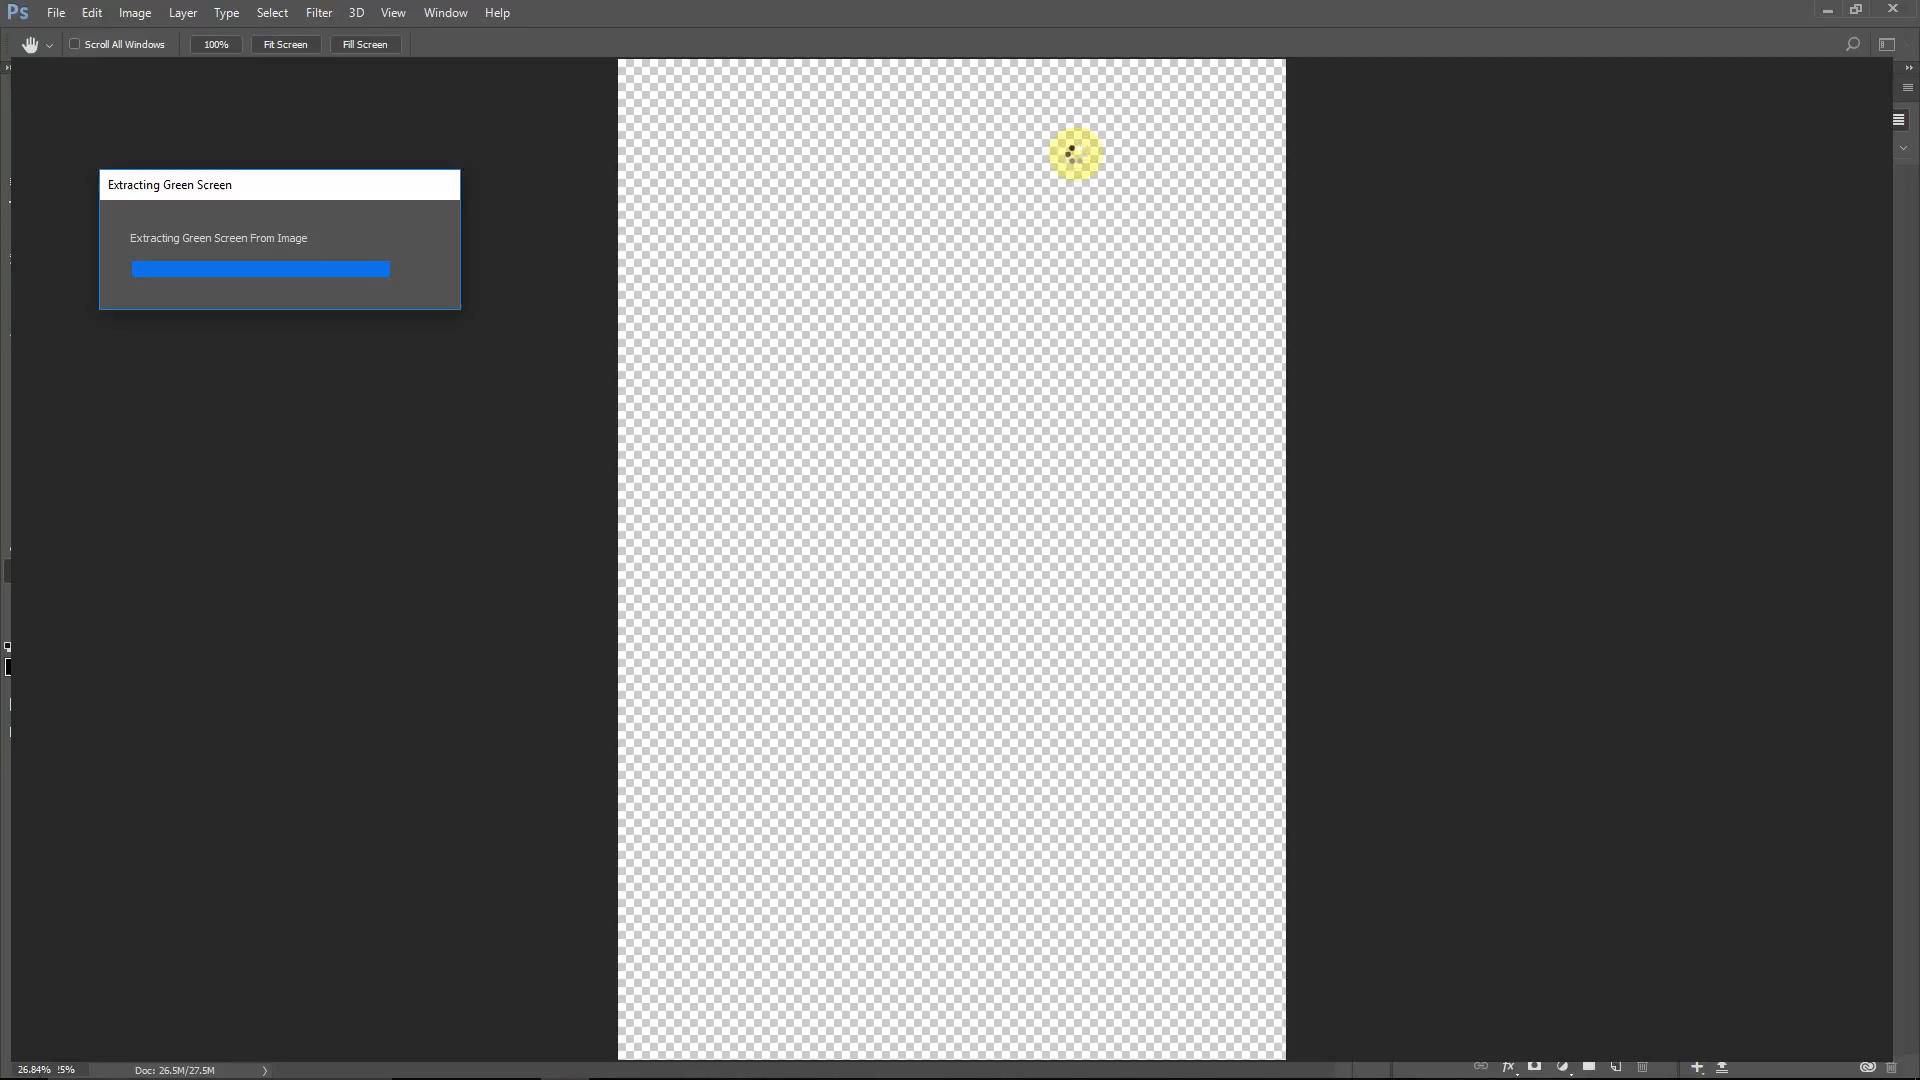 Ps File Edit Image Layer Type Select Filter 3D View Window Help
Scroll All Windows 100% Fit Screen Fill Screen
Extracting Green Screen
Extracting Green Screen From Image
26.84% Doc: 26.5M/27.5M
fx